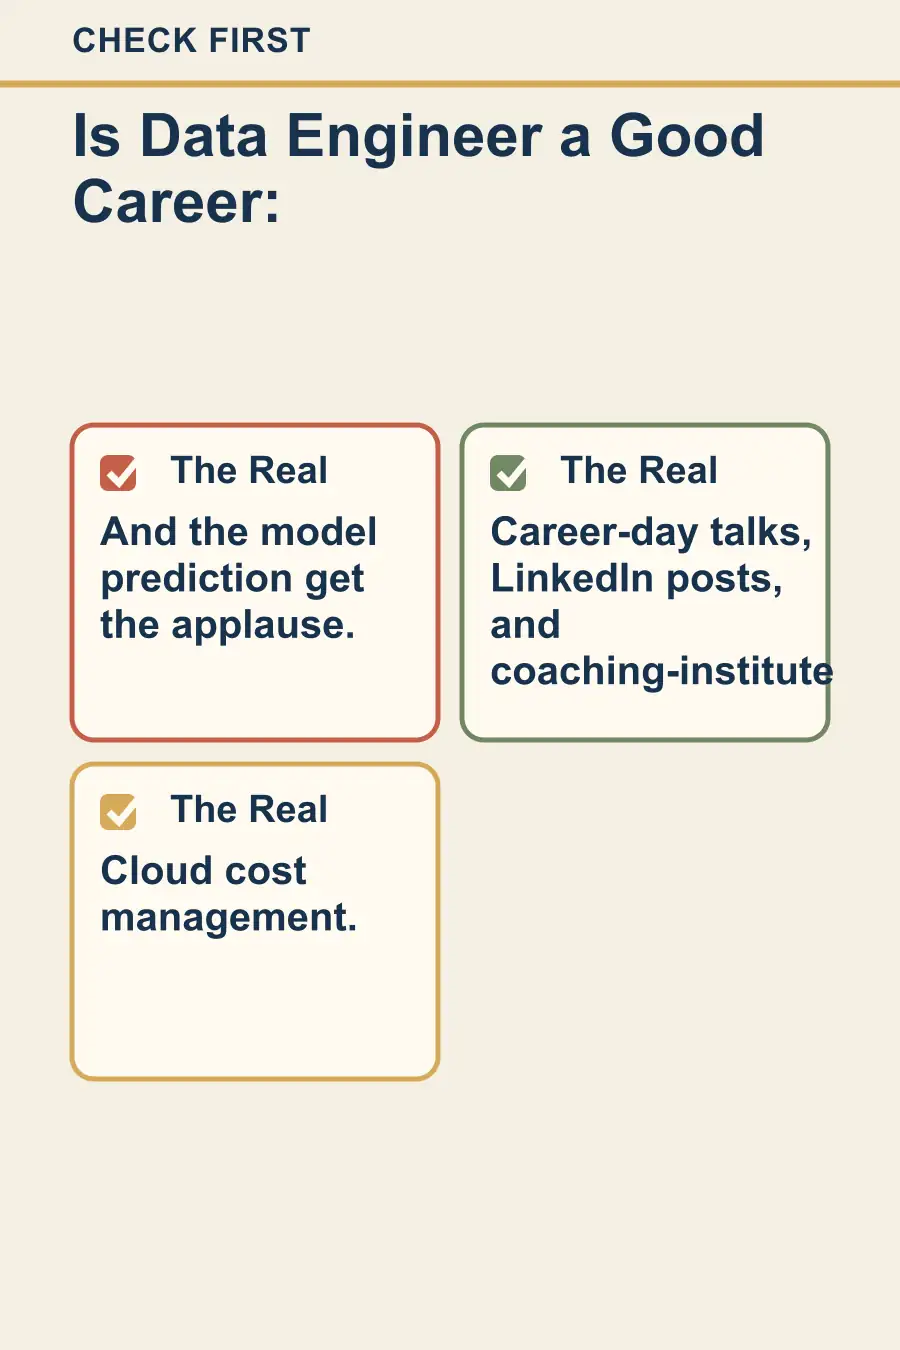 CHECK FIRST
Is Data Engineer a Good
Career:
The Real
And the model
prediction get
the applause.
The Real
Career-day talks,
LinkedIn posts,
and
coaching-institute
The Real
Cloud cost
management.